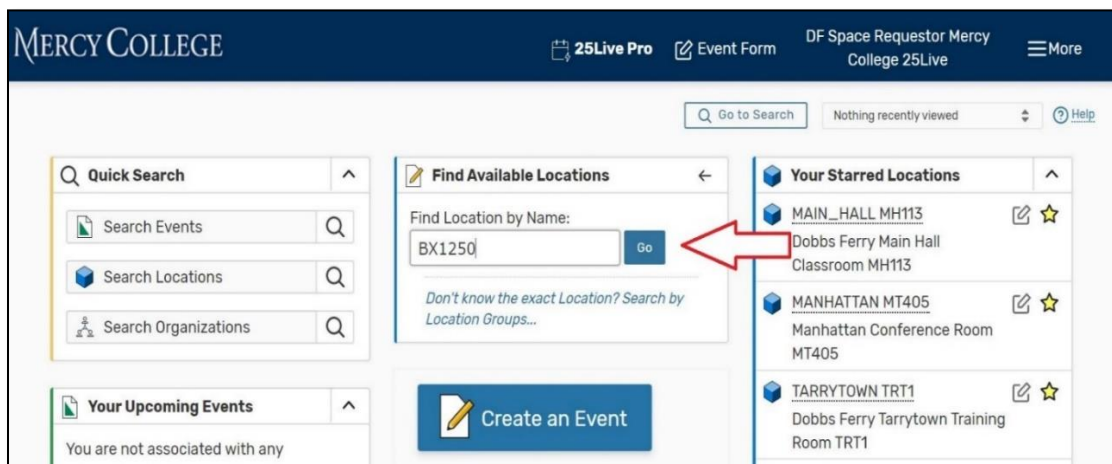 MERCY COLLEGE
25Live Pro
Event Form
DF Space Requestor Mercy
College 25Live
More
Go to Search
Nothing recently viewed
Help
Quick Search
Search Events
Search Locations
Search Organizations
Your Upcoming Events
You are not associated with any
Find Available Locations
Find Location by Name:
BX1250
Go
Don't know the exact Location? Search by
Location Groups...
Create an Event
Your Starred Locations
MAIN_HALL MH113
Dobbs Ferry Main Hall
Classroom MH113
MANHATTAN MT405
Manhattan Conference Room
MT405
TARRYTOWN TRT1
Dobbs Ferry Tarrytown Training
Room TRT1